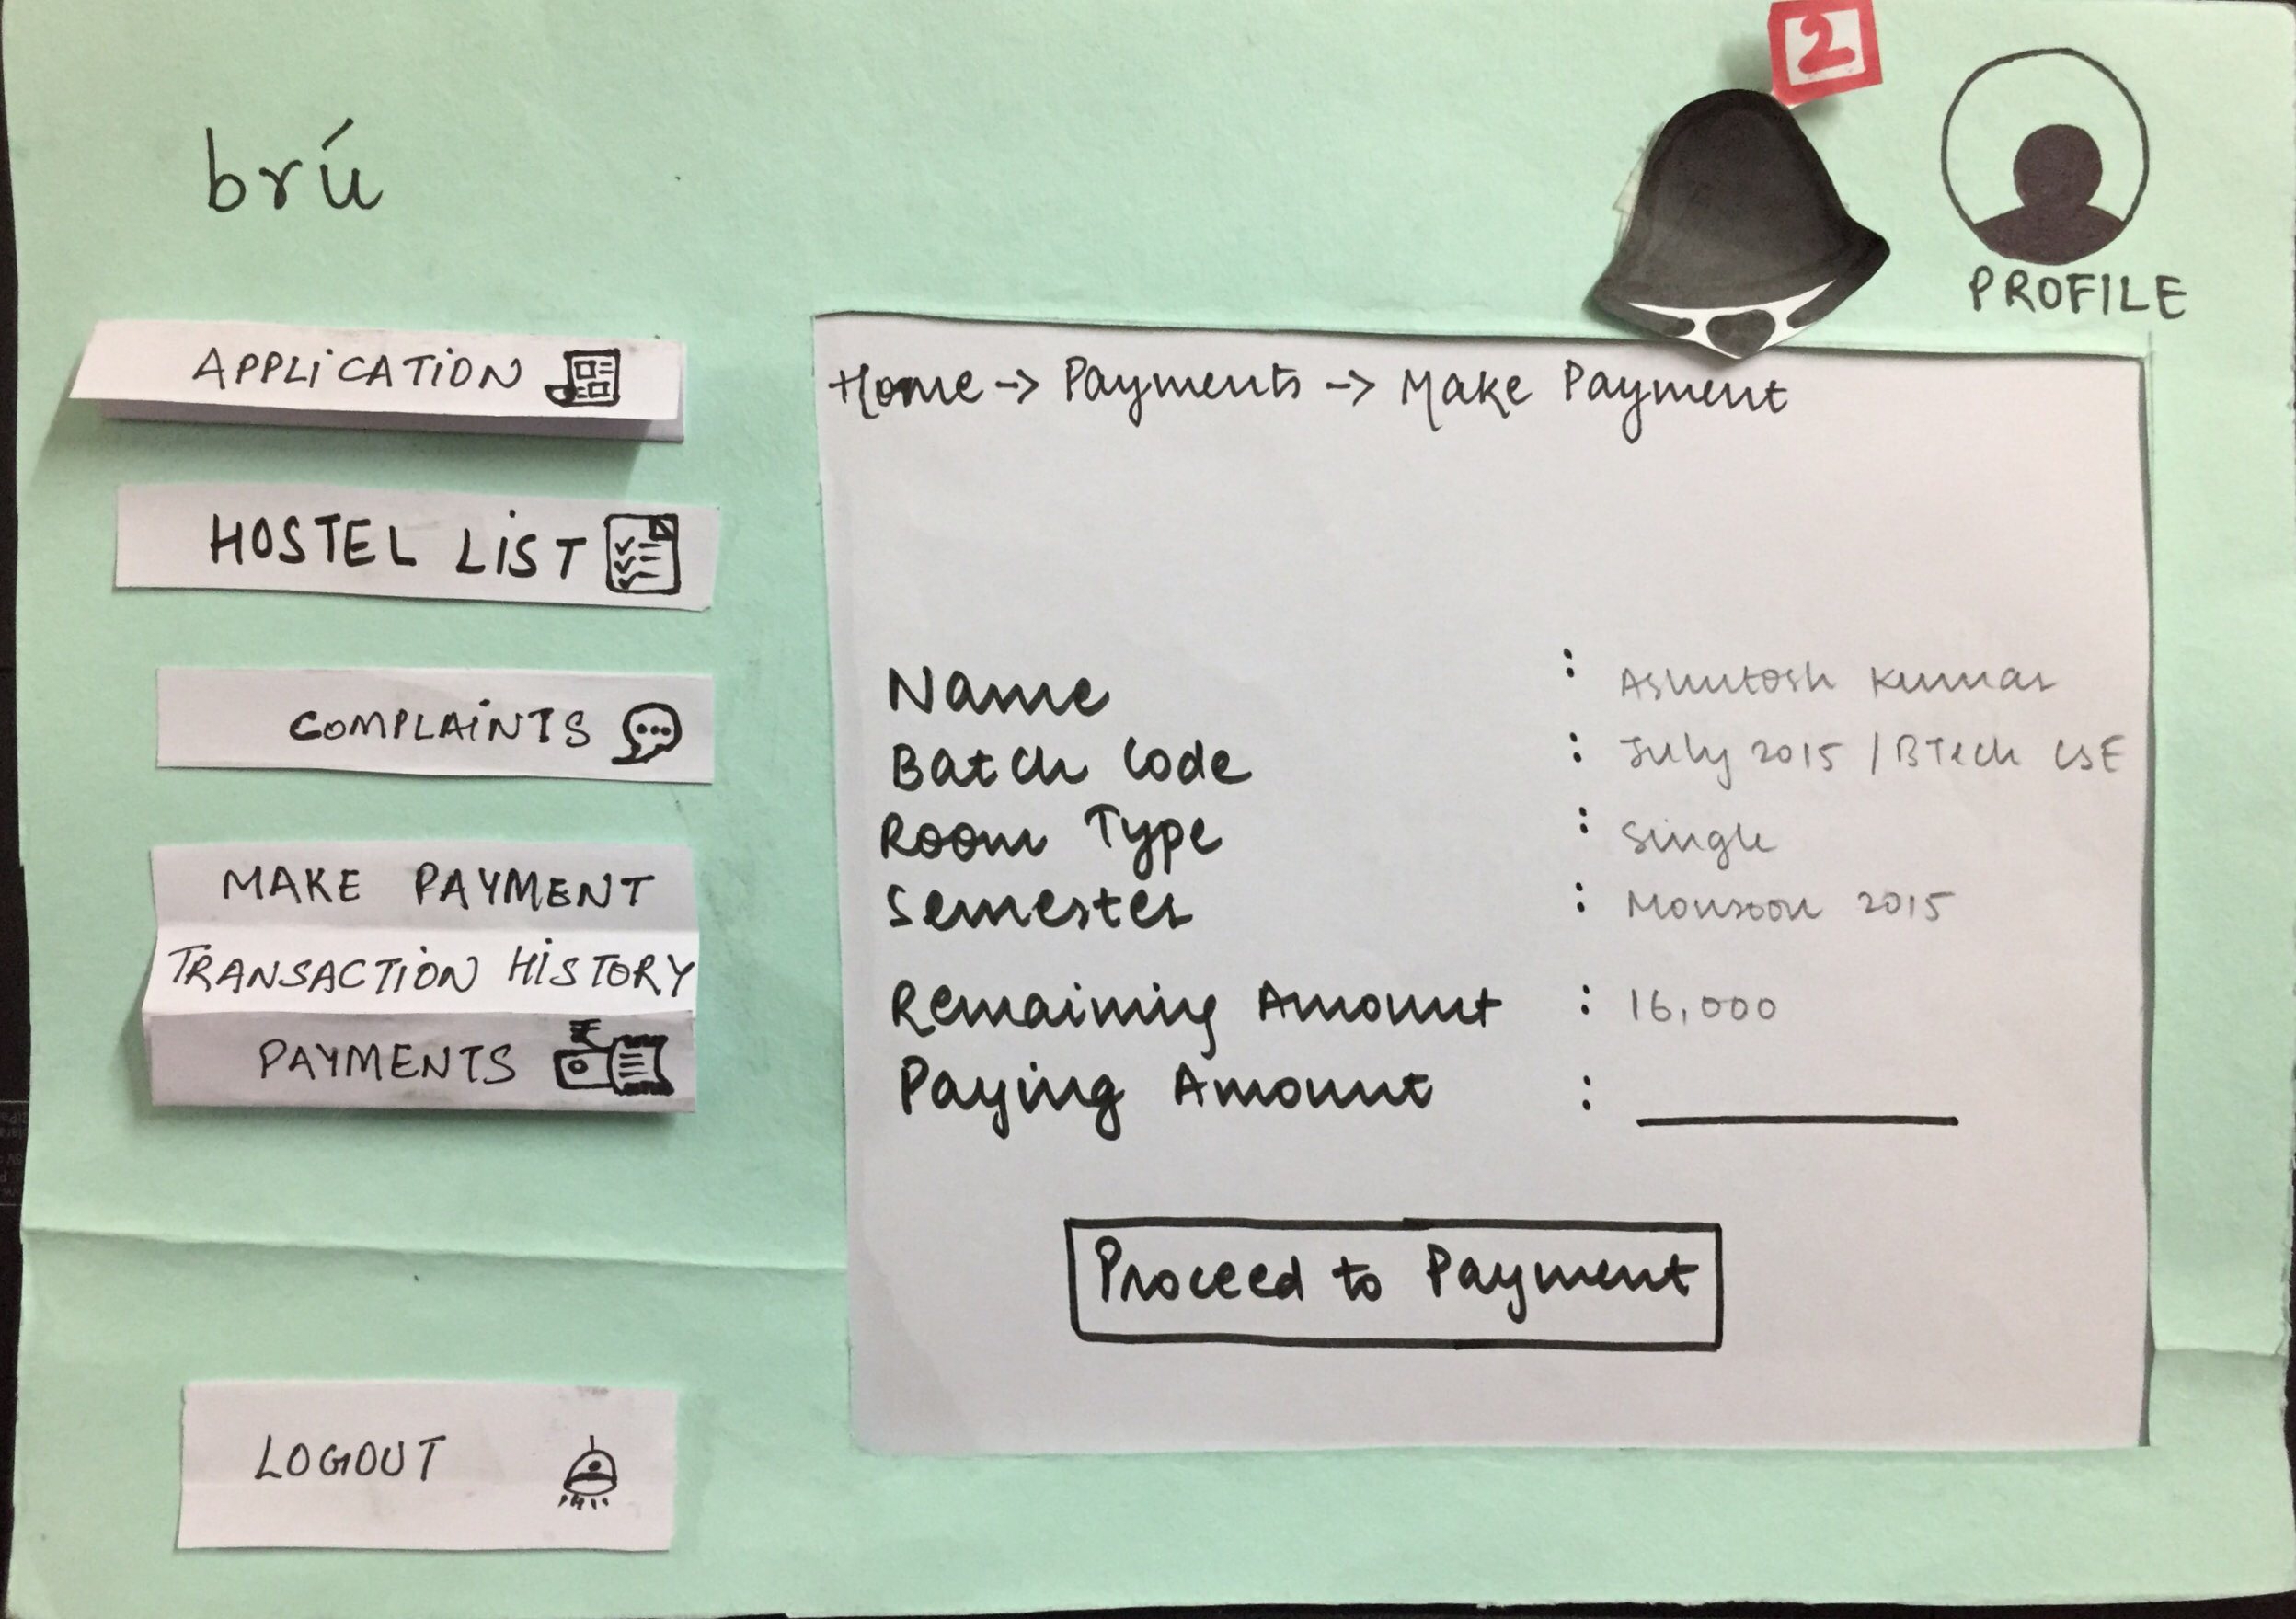 2
brú
PROFILE
APPLICATION
HOSTEL LIST
COMPLAINTS
MAKE PAYMENT
TRANSACTION HISTORY
PAYMENTS ₹
LOGOUT
Home -> Payments -> Make Payment
Name : Ashutosh Kumar
Batch Code : July 2015 / BTech CSE
Room Type : Single
Semester : Monsoon 2015
Remaining Amount : 16,000
Paying Amount :
Proceed to Payment